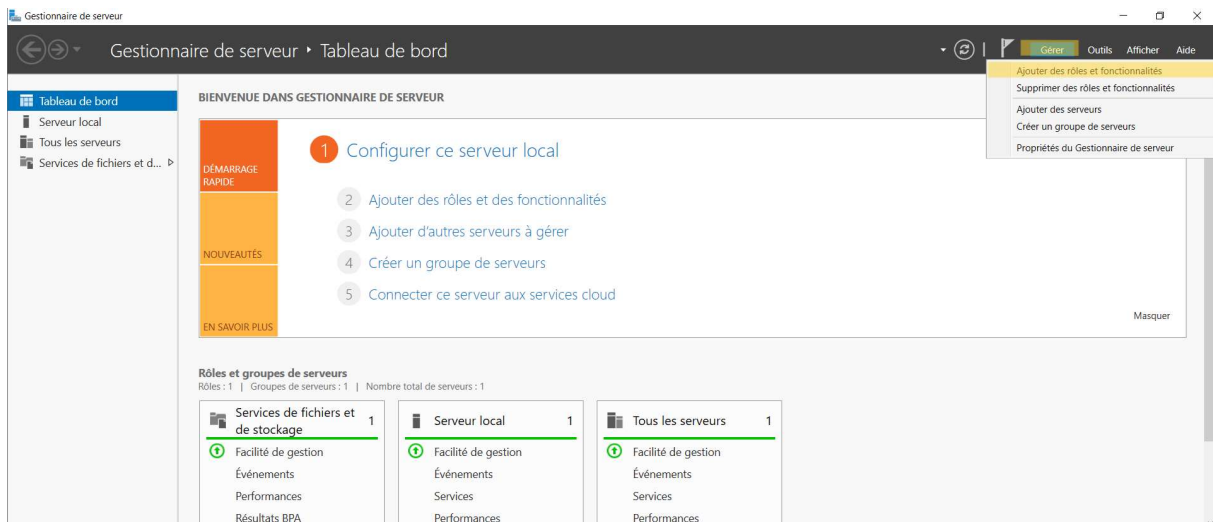 Gestionnaire de serveur
Gestionnaire de serveur ‣ Tableau de bord
Gérer Outils Afficher Aide
Ajouter des rôles et fonctionnalités
Supprimer des rôles et fonctionnalités
Ajouter des serveurs
Créer un groupe de serveurs
Propriétés du Gestionnaire de serveur
Tableau de bord
Serveur local
Tous les serveurs
Services de fichiers et d...
BIENVENUE DANS GESTIONNAIRE DE SERVEUR
DÉMARRAGE
RAPIDE
NOUVEAUTÉS
EN SAVOIR PLUS
1 Configurer ce serveur local
2 Ajouter des rôles et des fonctionnalités
3 Ajouter d'autres serveurs à gérer
4 Créer un groupe de serveurs
5 Connecter ce serveur aux services cloud
Masquer
Rôles et groupes de serveurs
Rôles : 1 | Groupes de serveurs : 1 | Nombre total de serveurs : 1
Services de fichiers et
de stockage
1
Facilité de gestion
Événements
Performances
Résultats BPA
Serveur local 1
Facilité de gestion
Événements
Services
Performances
Tous les serveurs 1
Facilité de gestion
Événements
Services
Performances